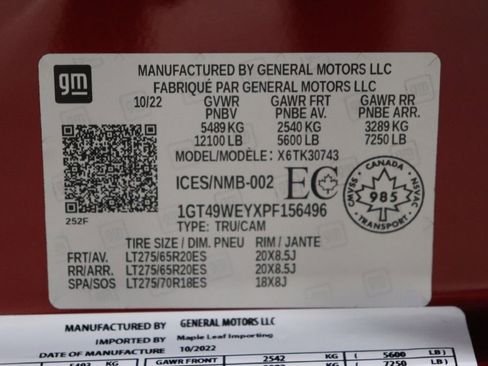 gm
MANUFACTURED BY GENERAL MOTORS LLC
FABRIQUÉ PAR GENERAL MOTORS LLC
10/22 GVWR GAWR FRT GAWR RR
PNBV PNBE AV. PNBE ARR.
5489 KG 2540 KG 3289 KG
12100 LB 5600 LB 7250 LB
MODEL/MODÈLE: X6TK30743
ICES/NMB-002 EC
CANADA
CMVSS 985 NSVAC
TRANSPORT
252F
1GT49WEYXPF156496
TYPE: TRU/CAM
TIRE SIZE / DIM. PNEU RIM / JANTE
FRT/AV. LT275/65R20ES 20X8.5J
RR/ARR. LT275/65R20ES 20X8.5J
SPA/SOS LT275/70R18ES 18X8J
MANUFACTURED BY GENERAL MOTORS LLC
IMPORTED BY Maple Leaf Importing
DATE OF MANUFACTURE 10/2022
KG GAWR FRONT 2542 KG ( 5600 LB )
KG ( 7250 LB )